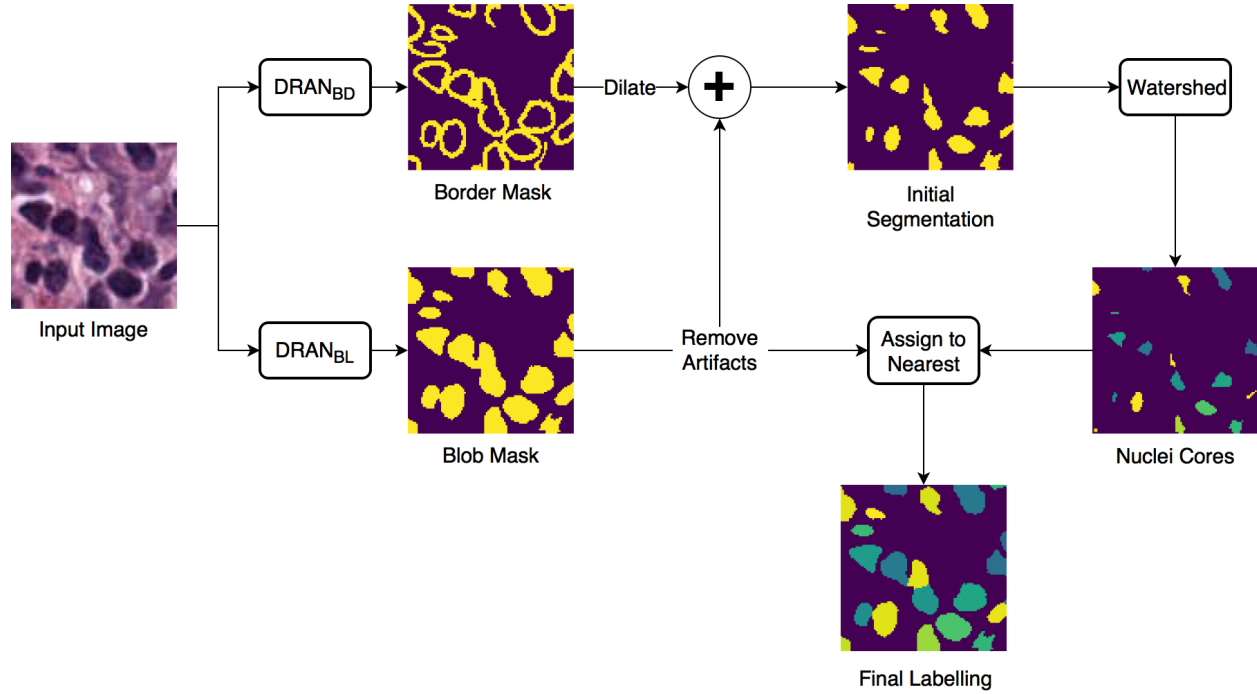 DRAN_BD
Dilate
+
Watershed
Border Mask
Initial
Segmentation
Input Image
DRAN_BL
Remove
Artifacts
Assign to
Nearest
Blob Mask
Nuclei Cores
Final Labelling